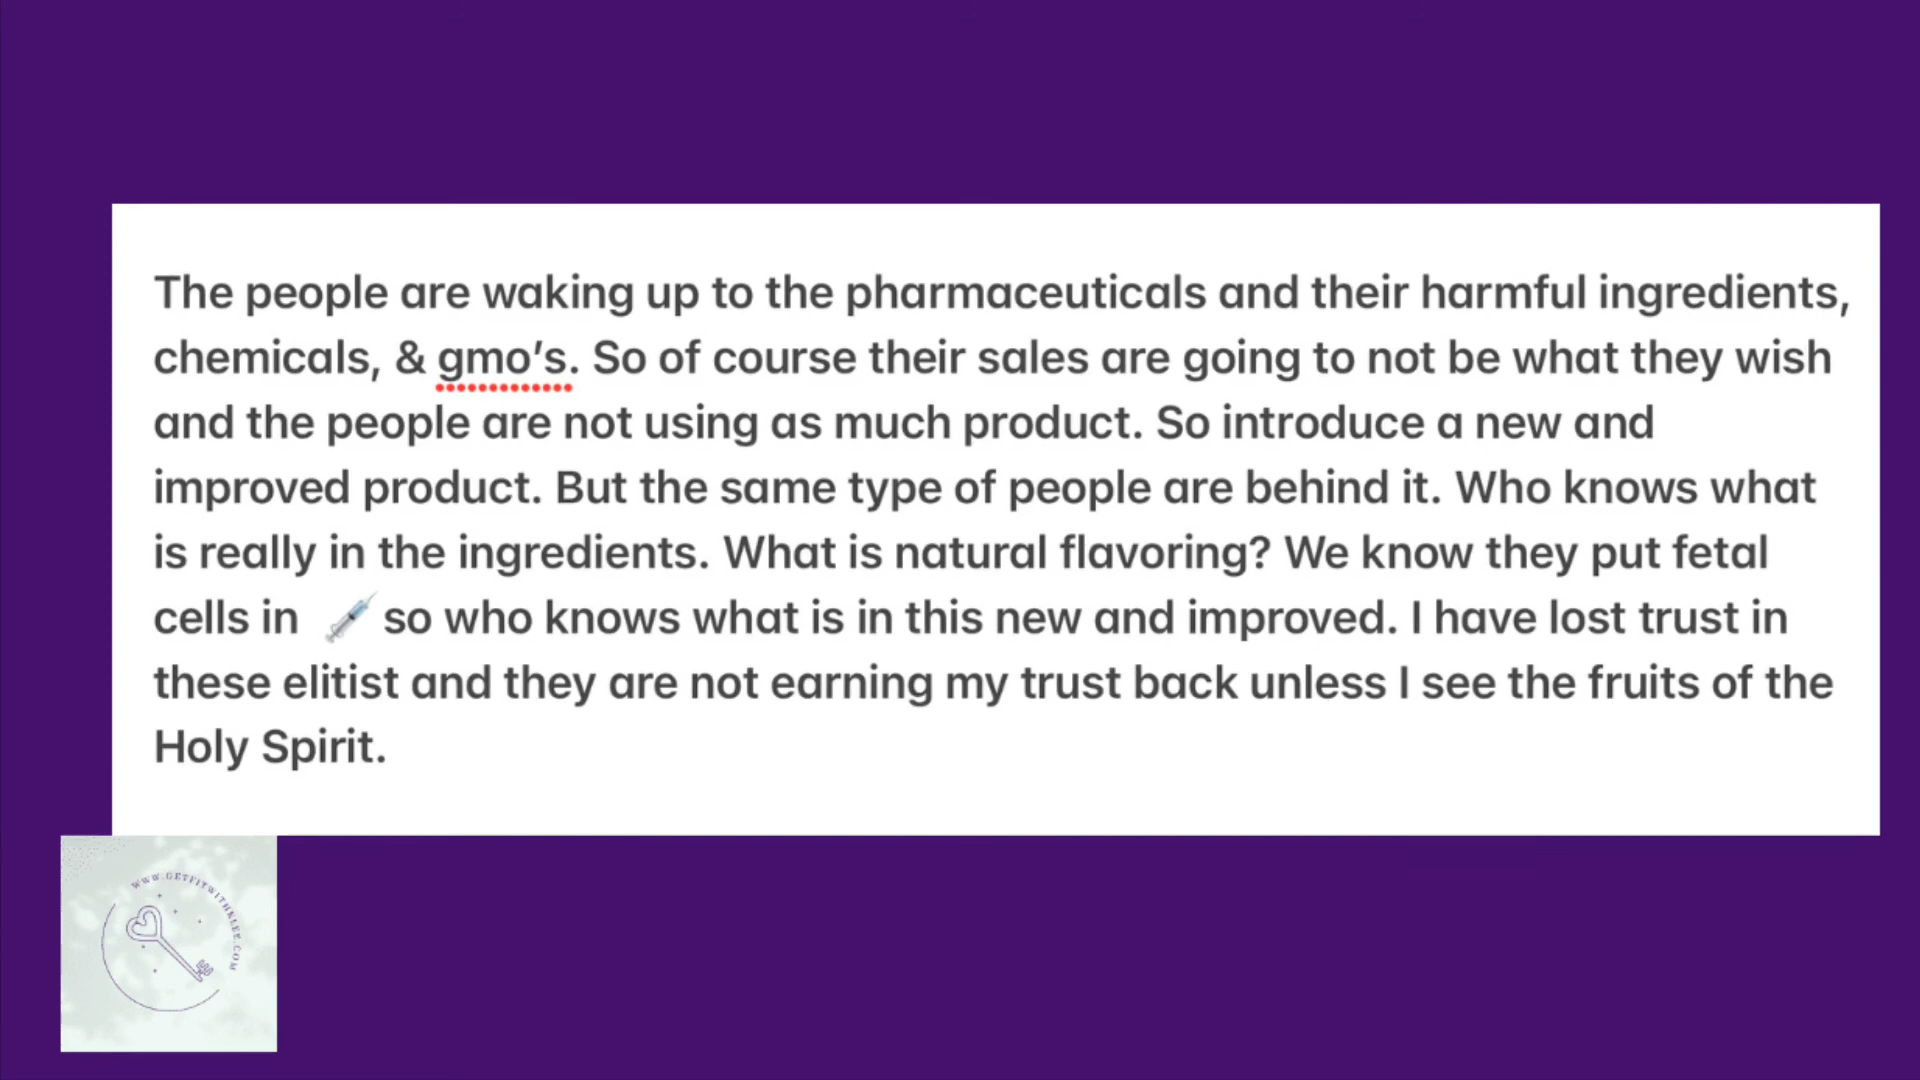 The people are waking up to the pharmaceuticals and their harmful ingredients,
chemicals, & gmo's. So of course their sales are going to not be what they wish
and the people are not using as much product. So introduce a new and
improved product. But the same type of people are behind it. Who knows what
is really in the ingredients. What is natural flavoring? We know they put fetal
cells in 💉 so who knows what is in this new and improved. I have lost trust in
these elitist and they are not earning my trust back unless I see the fruits of the
Holy Spirit.
WWW.GETFITWITHKLEE.COM